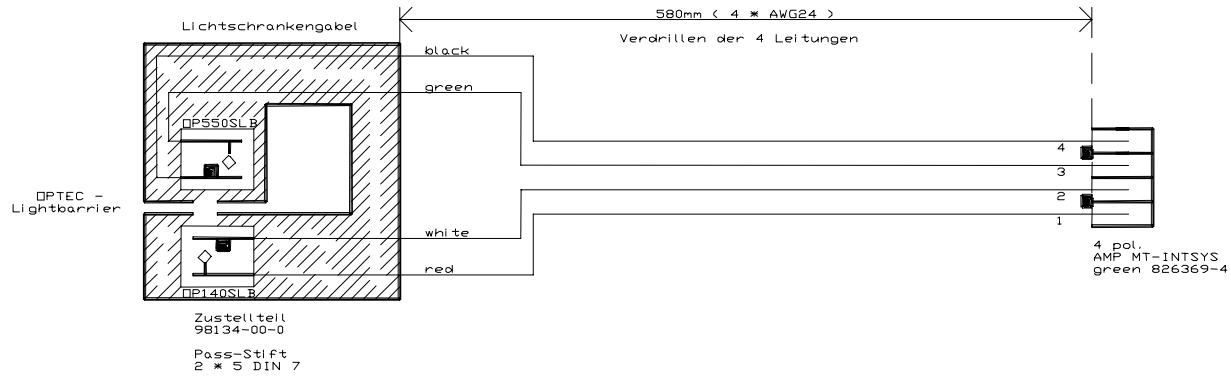 580mm ( 4 * AWG24 )
Lichtschrankengabel
Verdrillen der 4 Leitungen
black
green
OP550SLB
4
3
OPTEC -
Lightbarrier
2
1
white
red
4 pol.
AMP MT-INTSYS
green 826369-4
OP140SLB
Zustellteil
98134-00-0
Pass-Stift
2 * 5 DIN 7